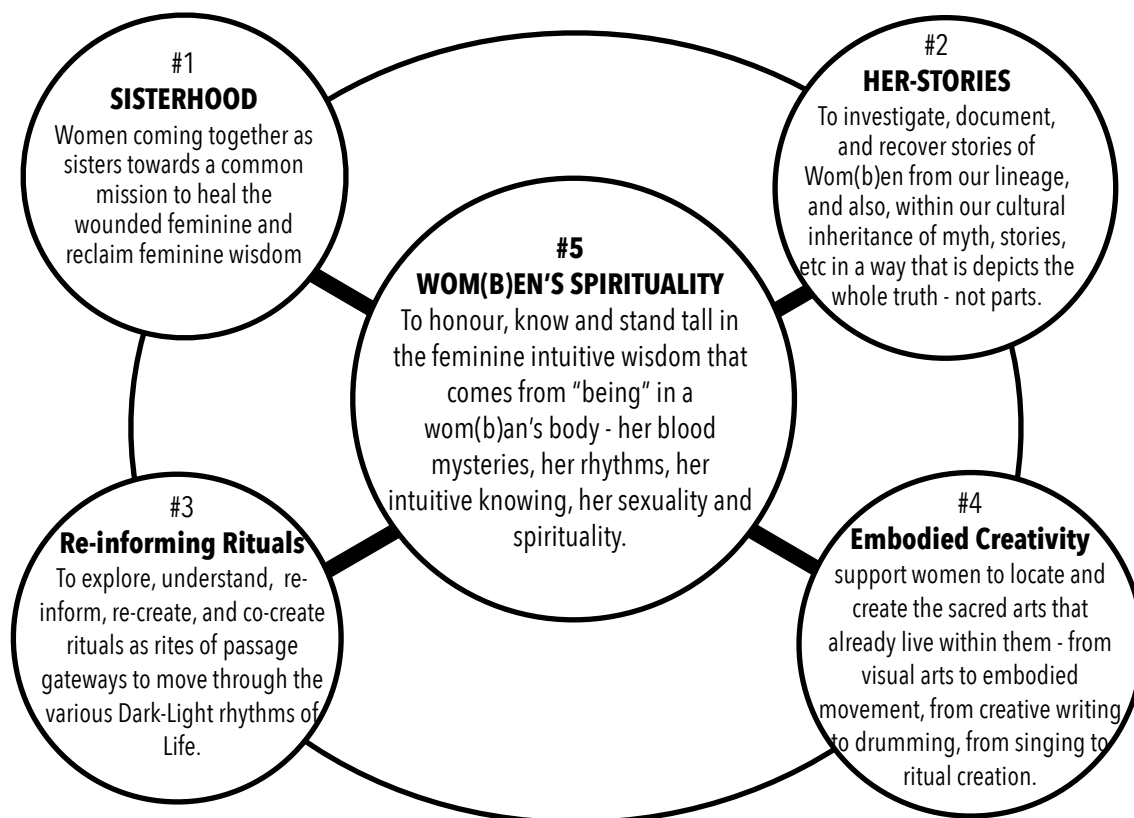 #1
SISTERHOOD
Women coming together as
sisters towards a common
mission to heal the
wounded feminine and
reclaim feminine wisdom
#2
HER-STORIES
To investigate, document,
and recover stories of
Wom(b)en from our lineage,
and also, within our cultural
inheritance of myth, stories,
etc in a way that is depicts the
whole truth - not parts.
#5
WOM(B)EN'S SPIRITUALITY
To honour, know and stand tall in
the feminine intuitive wisdom that
comes from “being” in a
wom(b)an's body - her blood
mysteries, her rhythms, her
intuitive knowing, her sexuality and
spirituality.
#3
Re-informing Rituals
To explore, understand, re-
inform, re-create, and co-create
rituals as rites of passage
gateways to move through the
various Dark-Light rhythms of
Life.
#4
Embodied Creativity
support women to locate and
create the sacred arts that
already live within them - from
visual arts to embodied
movement, from creative writing
to drumming, from singing to
ritual creation.